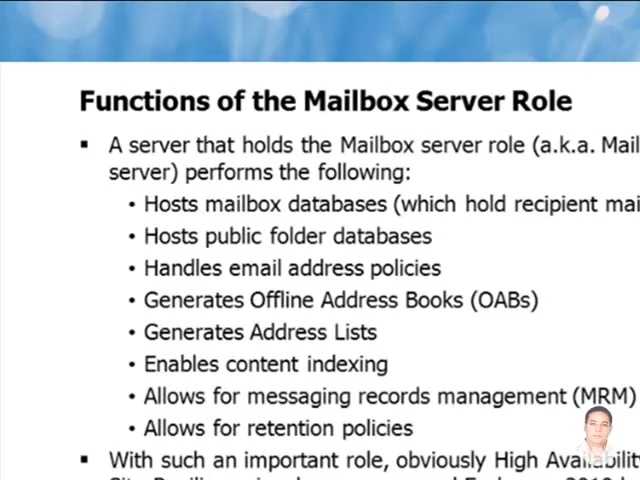 Functions of the Mailbox Server Role
▪ A server that holds the Mailbox server role (a.k.a. Mail
server) performs the following:
• Hosts mailbox databases (which hold recipient mai
• Hosts public folder databases
• Handles email address policies
• Generates Offline Address Books (OABs)
• Generates Address Lists
• Enables content indexing
• Allows for messaging records management (MRM)
• Allows for retention policies
▪ With such an important role, obviously High Availability